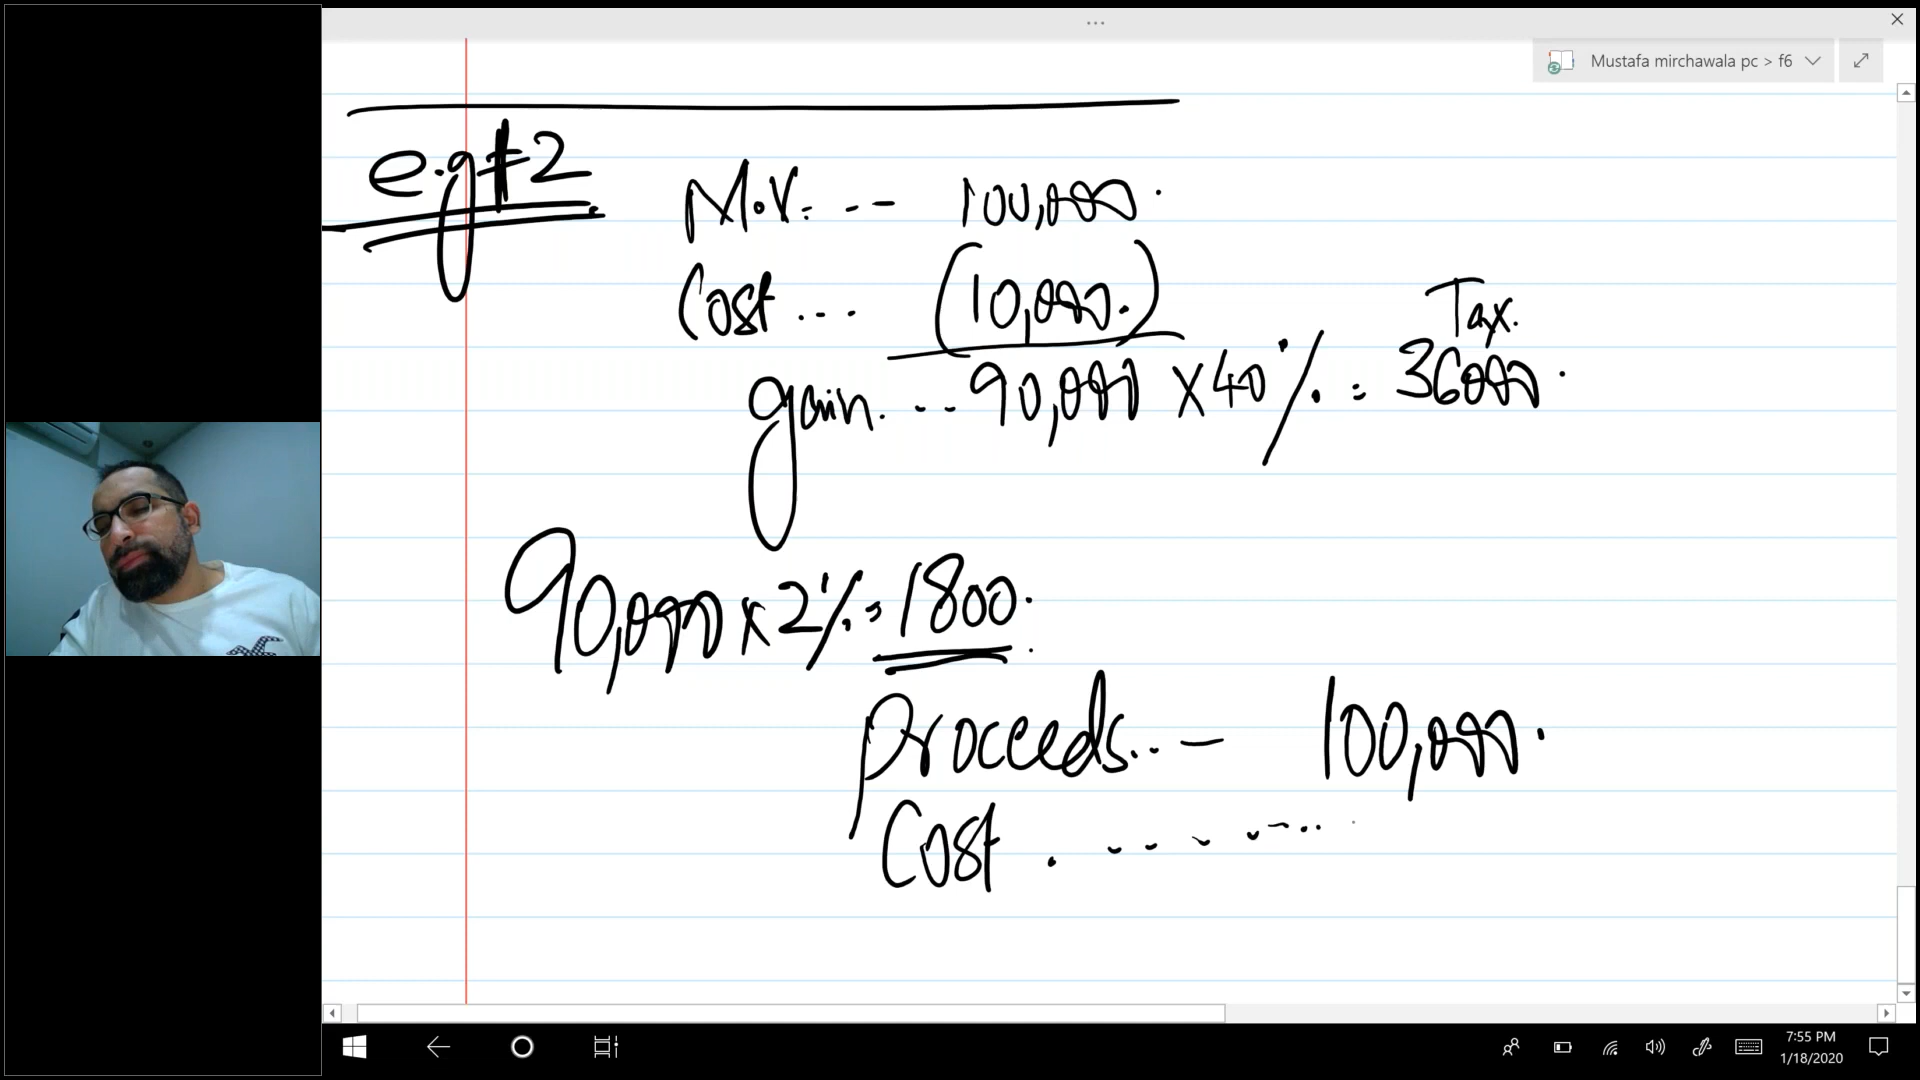 Mustafa mirchawala pc > f6
e.g#2
M.V. -- 100,000.
Cost ... (10,000.)
Tax.
gain. .-- 90,000 x40% = 36000.
90,000 x 2% = 1800.
Proceeds..- 100,000.
Cost . - - - - - ..
7:55 PM
1/18/2020